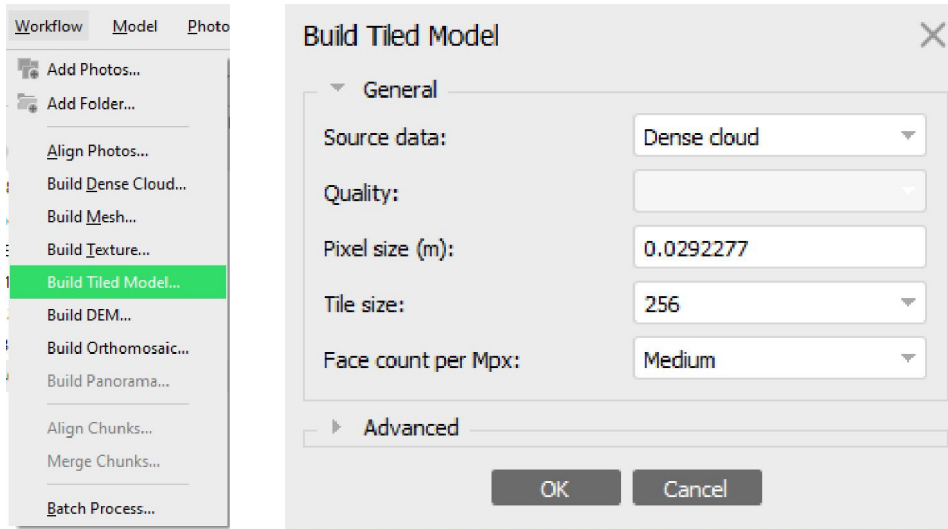 Workflow Model Photo
Add Photos...
Add Folder...
Align Photos...
Build Dense Cloud...
Build Mesh...
Build Texture...
Build Tiled Model...
Build DEM...
Build Orthomosaic...
Build Panorama...
Align Chunks...
Merge Chunks...
Batch Process...
Build Tiled Model
General
Source data: Dense cloud
Quality:
Pixel size (m): 0.0292277
Tile size: 256
Face count per Mpx: Medium
Advanced
OK Cancel